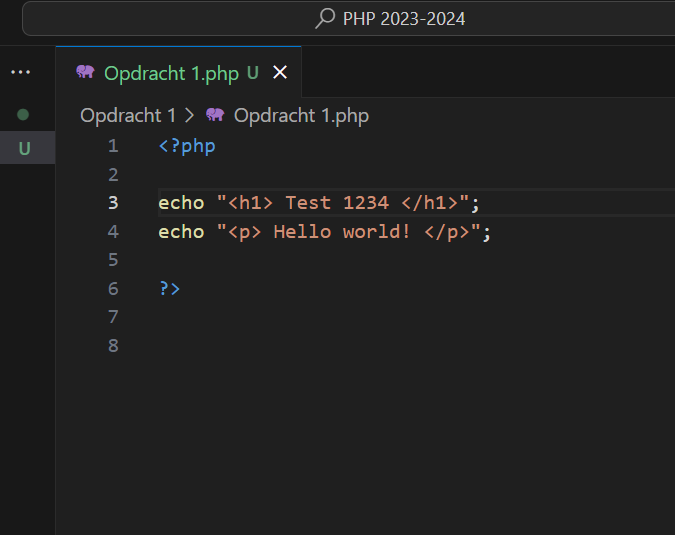 PHP 2023-2024
...
Opdracht 1.php U
Opdracht 1 > Opdracht 1.php
U
1 <?php
2
3 echo "<h1> Test 1234 </h1>";
4 echo "<p> Hello world! </p>";
5
6 ?>
7
8